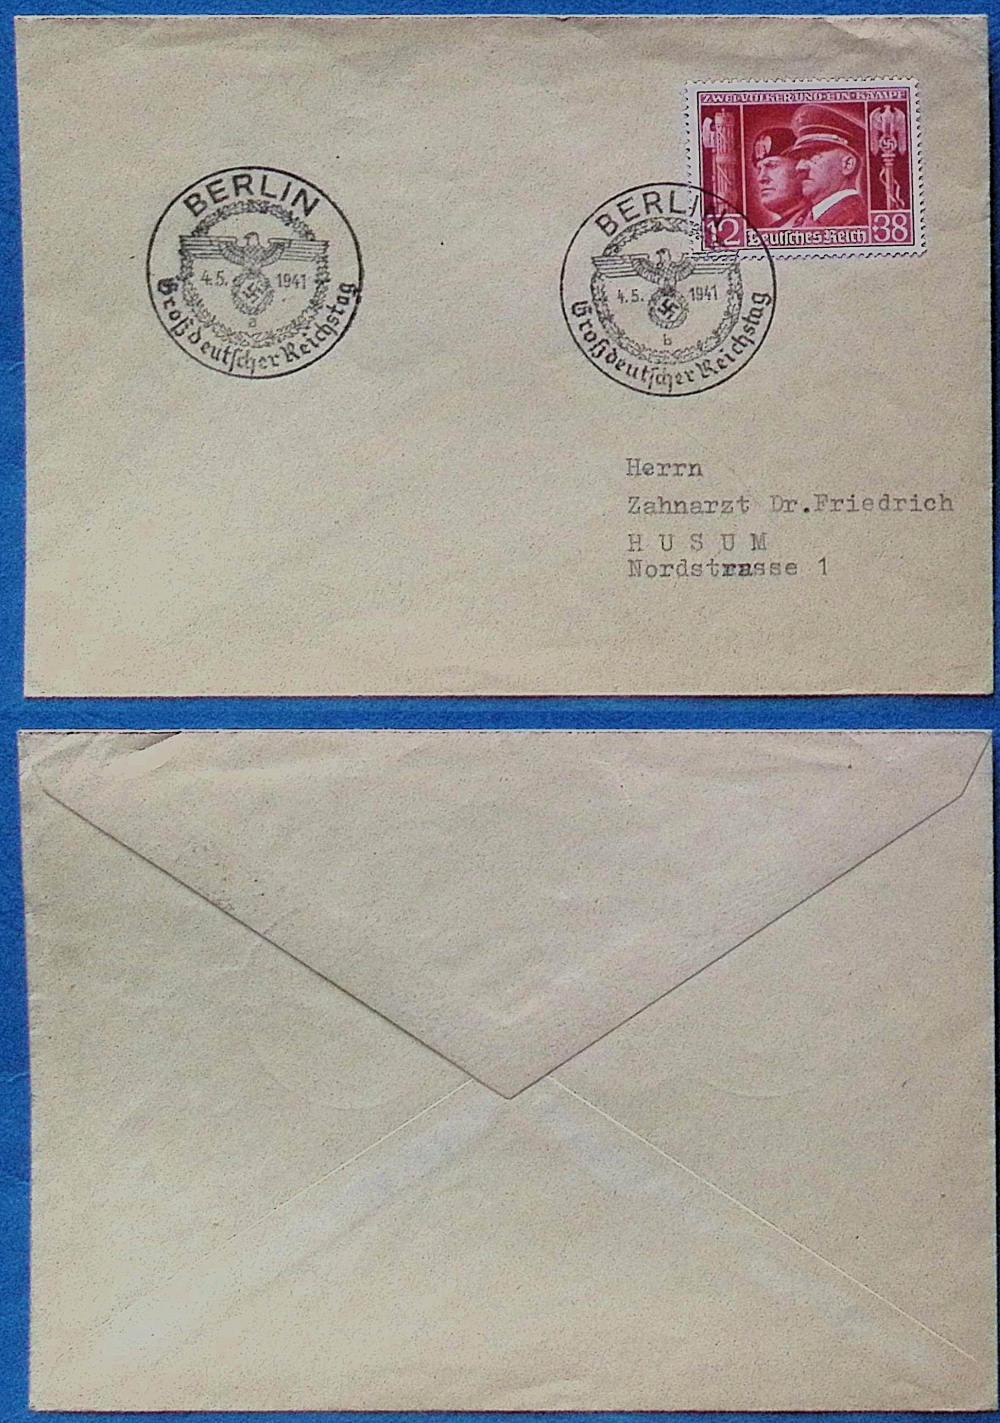 ZWEI·VÖLKER·UND·EIN·KAMPF
12 Deutsches Reich 38
BERLIN
4.5. 1941
a
Großdeutscher Reichstag
BERLIN
4.5. 1941
b
Großdeutscher Reichstag
Herrn
Zahnarzt Dr.Friedrich
H U S U M
Nordstrasse 1